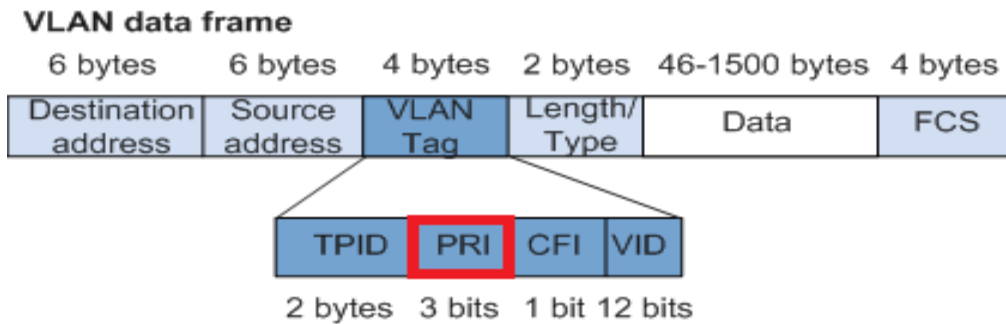 VLAN data frame
6 bytes 6 bytes 4 bytes 2 bytes 46-1500 bytes 4 bytes
Destination address Source address VLAN Tag Length/ Type Data FCS
TPID PRI CFI VID
2 bytes 3 bits 1 bit 12 bits